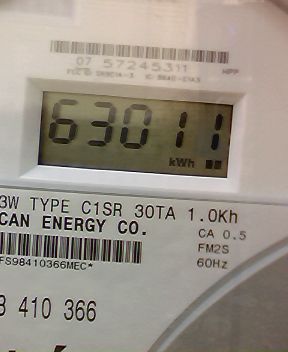 07 57245311
63011
kWh
3W TYPE C1SR 30TA 1.0Kh
CAN ENERGY CO.
CA 0.5
FM2S
60Hz
FS98410366MEC*
8 410 366